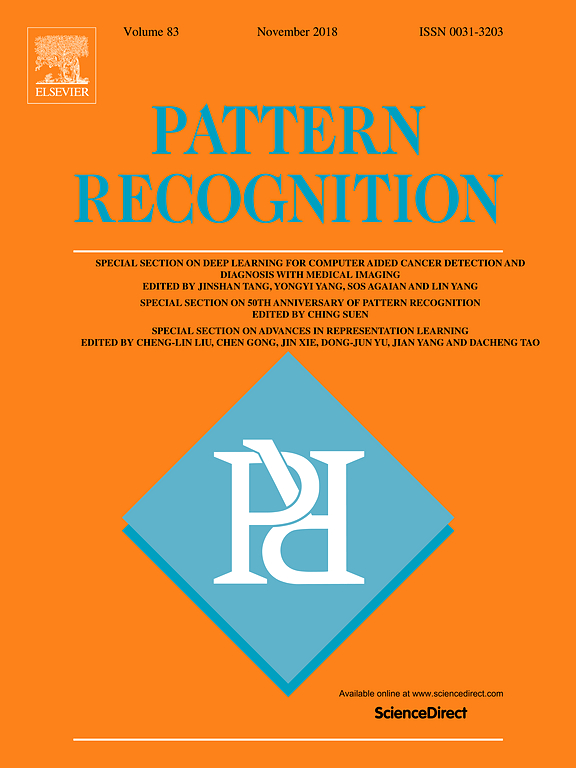 Volume 83 November 2018 ISSN 0031-3203
ELSEVIER
PATTERN
RECOGNITION
SPECIAL SECTION ON DEEP LEARNING FOR COMPUTER AIDED CANCER DETECTION AND
DIAGNOSIS WITH MEDICAL IMAGING
EDITED BY JINSHAN TANG, YONGYI YANG, SOS AGAIAN AND LIN YANG
SPECIAL SECTION ON 50TH ANNIVERSARY OF PATTERN RECOGNITION
EDITED BY CHING SUEN
SPECIAL SECTION ON ADVANCES IN REPRESENTATION LEARNING
EDITED BY CHENG-LIN LIU, CHEN GONG, JIN XIE, DONG-JUN YU, JIAN YANG AND DACHENG TAO
PR
Available online at www.sciencedirect.com
ScienceDirect